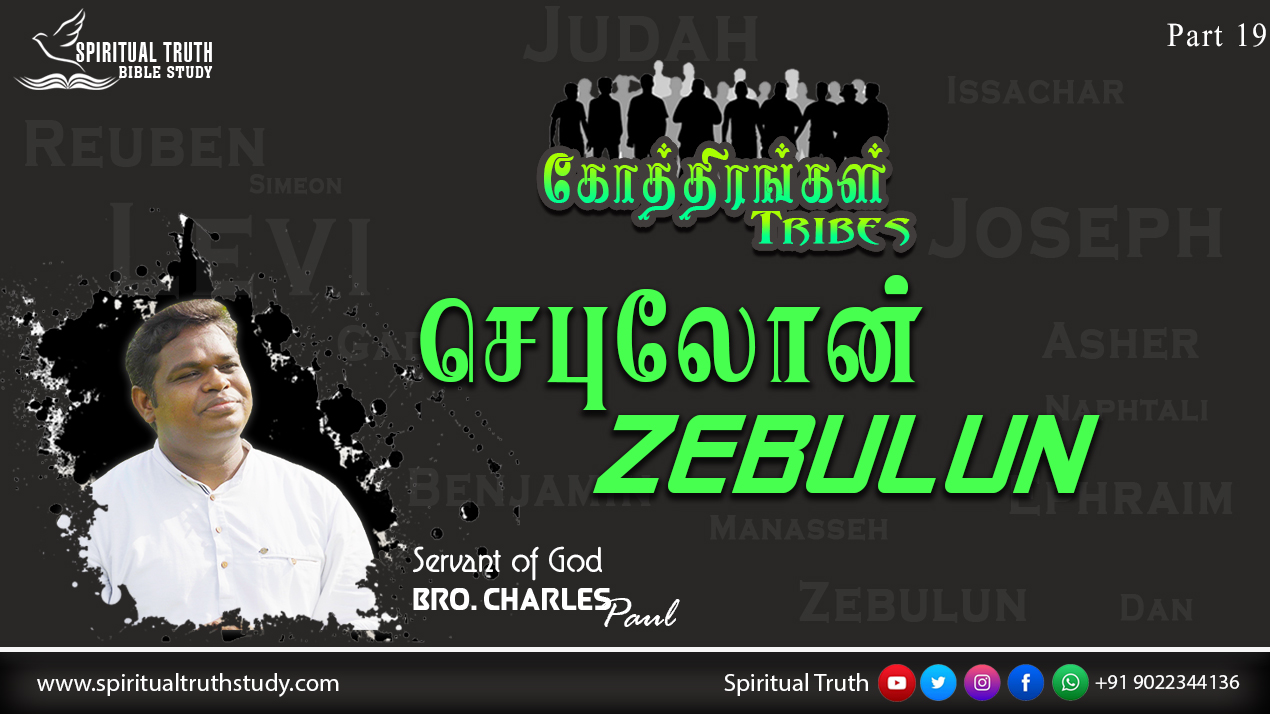 SPIRITUAL TRUTH
BIBLE STUDY
Part 19
JUDAH
ISSACHAR
REUBEN
SIMEON
LEVI
JOSEPH
கோத்திரங்கள்
TRIBES
செபுலோன்
ZEBULUN
ASHER
NAPHTALI
BENJAMIN
EPHRAIM
MANASSEH
ZEBULUN
DAN
Servant of God
BRO. CHARLES Paul
www.spiritualtruthstudy.com
Spiritual Truth
+91 9022344136